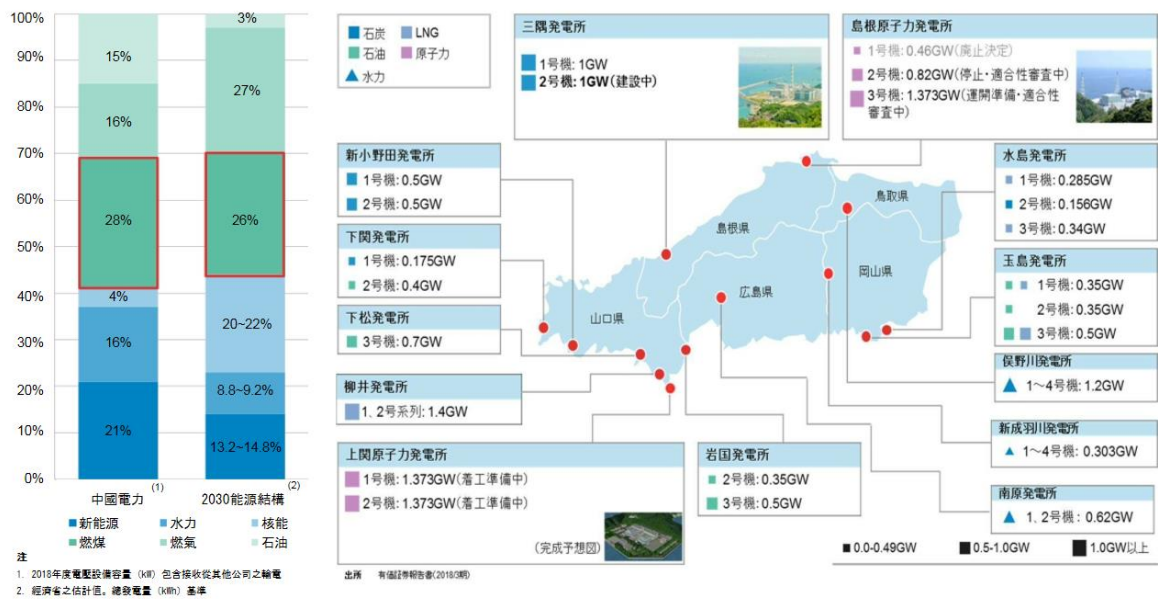 100%
90%
80%
70%
60%
50%
40%
30%
20%
10%
0%
15%
16%
28%
4%
16%
21%
3%
27%
26%
20~22%
8.8~9.2%
13.2~14.8%
中國電力
(1)
2030能源結構
(2)
新能源
水力
核能
燃煤
燃氣
石油
注
1. 2018年度電壓設備容量 (kW) 包含接收從其他公司之輸電
2. 經濟省之估計值。總發電量 (kWh) 基準
石炭
LNG
石油
原子力
水力
三隅発電所
1号機: 1GW
2号機: 1GW(建設中)
島根原子力発電所
1号機: 0.46GW(廃止決定)
2号機: 0.82GW(停止・適合性審査中)
3号機: 1.373GW(運開準備・適合性
審査中)
新小野田発電所
1号機: 0.5GW
2号機: 0.5GW
下関発電所
1号機: 0.175GW
2号機: 0.4GW
下松発電所
3号機: 0.7GW
柳井発電所
1、2号系列: 1.4GW
上関原子力発電所
1号機: 1.373GW(着工準備中)
2号機: 1.373GW(着工準備中)
(完成予想図)
島根県
鳥取県
岡山県
広島県
山口県
岩国発電所
2号機: 0.35GW
3号機: 0.5GW
水島発電所
1号機: 0.285GW
2号機: 0.156GW
3号機: 0.34GW
玉島発電所
1号機: 0.35GW
2号機: 0.35GW
3号機: 0.5GW
俣野川発電所
1～4号機: 1.2GW
新成羽川発電所
1～4号機: 0.303GW
南原発電所
1、2号機: 0.62GW
0.0-0.49GW
0.5-1.0GW
1.0GW以上
出所 有価証券報告書(2018/3期)